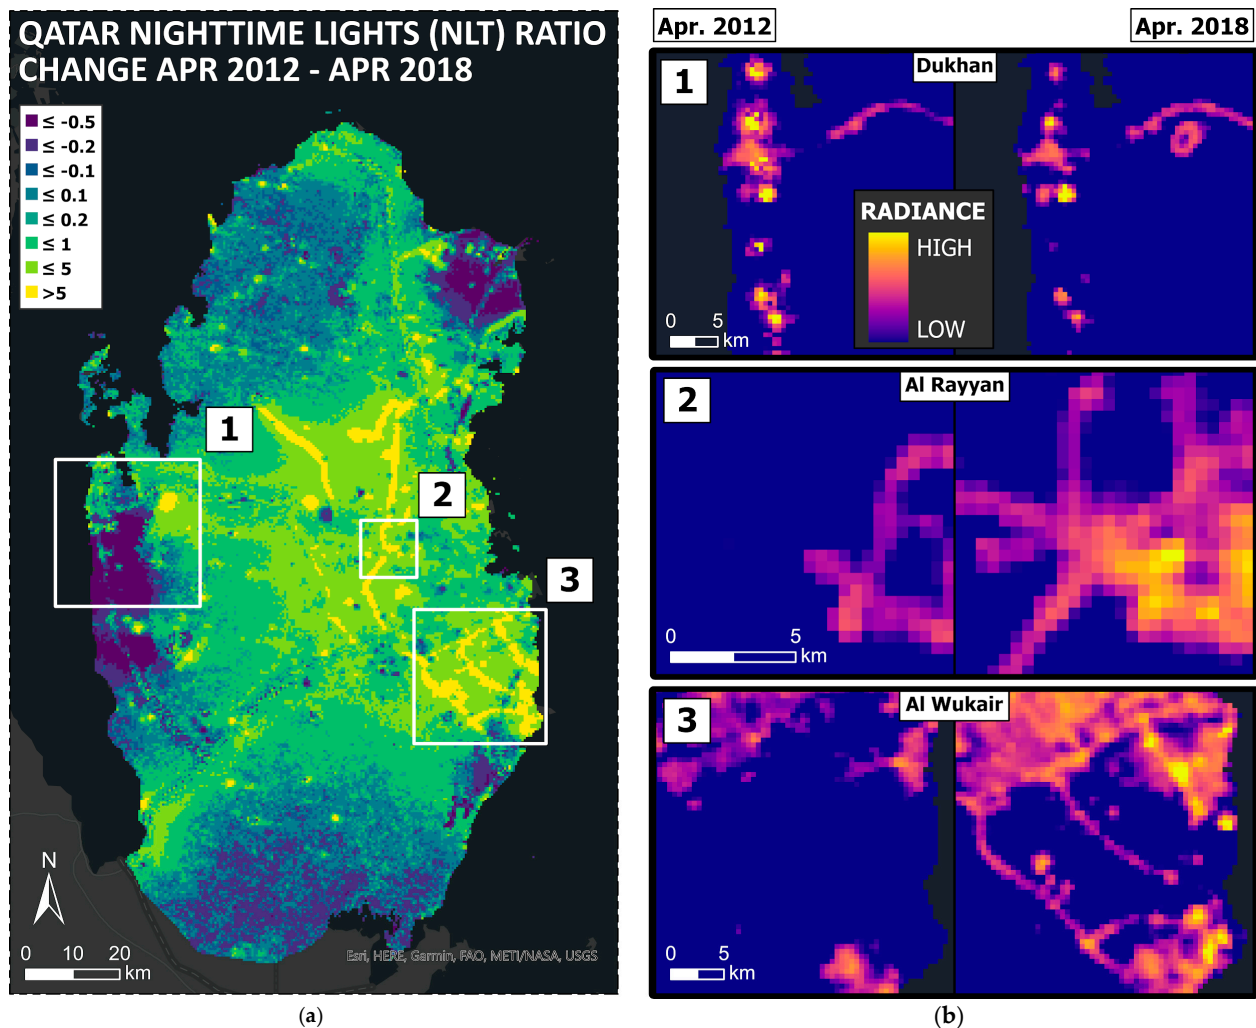 QATAR NIGHTTIME LIGHTS (NLT) RATIO
CHANGE APR 2012 - APR 2018
≤ -0.5
≤ -0.2
≤ -0.1
≤ 0.1
≤ 0.2
≤ 1
≤ 5
>5
1
2
3
N
0 10 20
km
Esri, HERE, Garmin, FAO, METI/NASA, USGS
(a)
Apr. 2012
Apr. 2018
1
Dukhan
RADIANCE
HIGH
LOW
0 5
km
2
Al Rayyan
0 5
km
3
Al Wukair
0 5
km
(b)